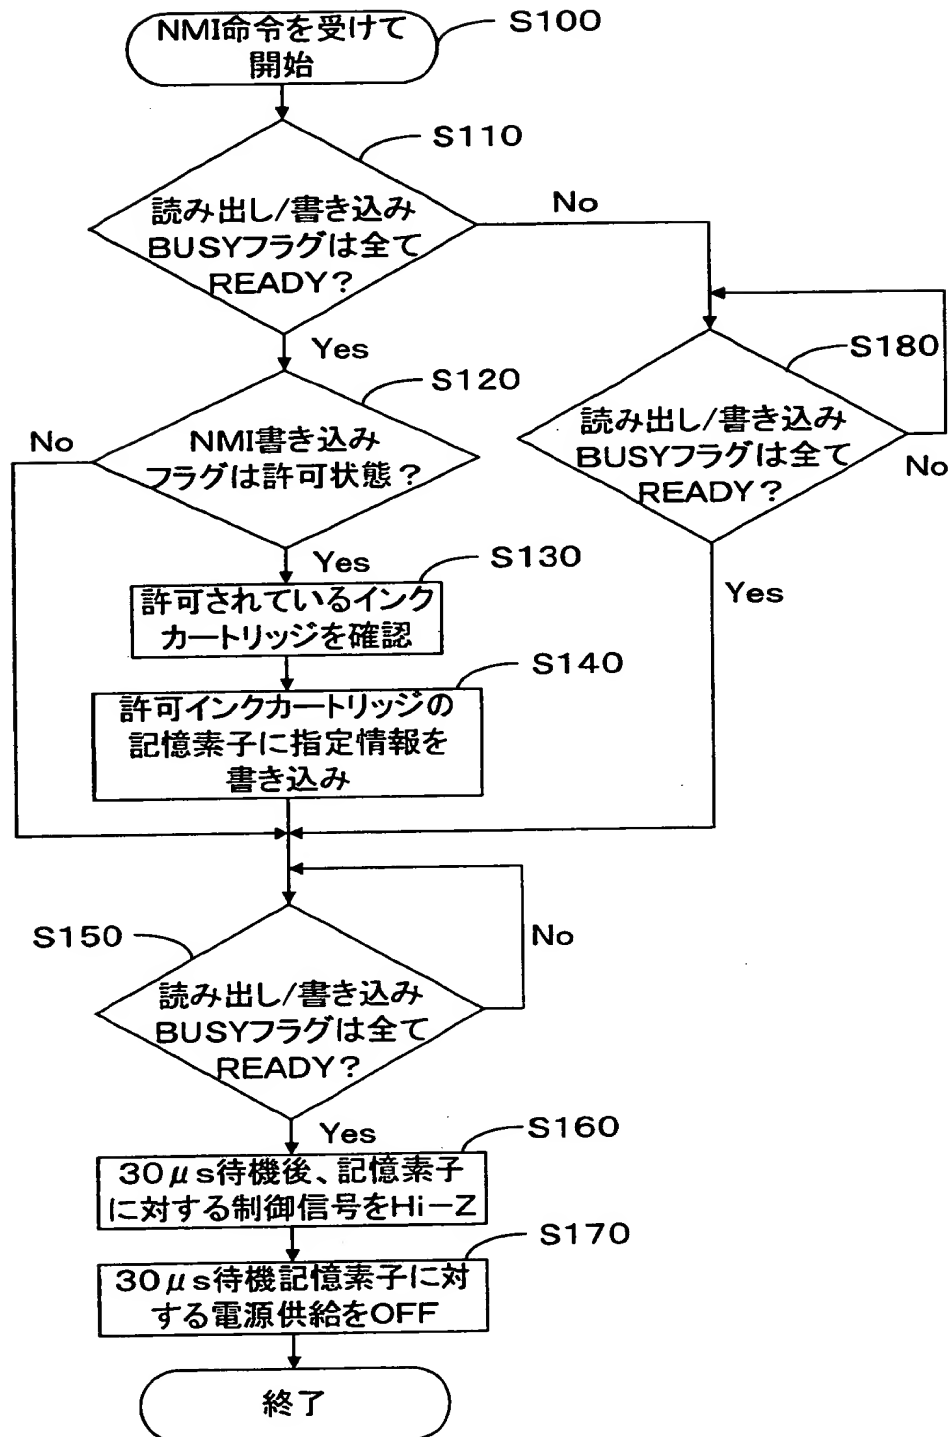 NMI命令を受けて
開始
S100
S110
読み出し/書き込み
BUSYフラグは全て
READY?
No
Yes
S120
NMI書き込み
フラグは許可状態?
No
Yes
S180
読み出し/書き込み
BUSYフラグは全て
READY?
No
Yes
S130
許可されているインク
カートリッジを確認
S140
許可インクカートリッジの
記憶素子に指定情報を
書き込み
S150
読み出し/書き込み
BUSYフラグは全て
READY?
No
Yes
S160
30μs待機後、記憶素子
に対する制御信号をHi-Z
S170
30μs待機記憶素子に対
する電源供給をOFF
終了